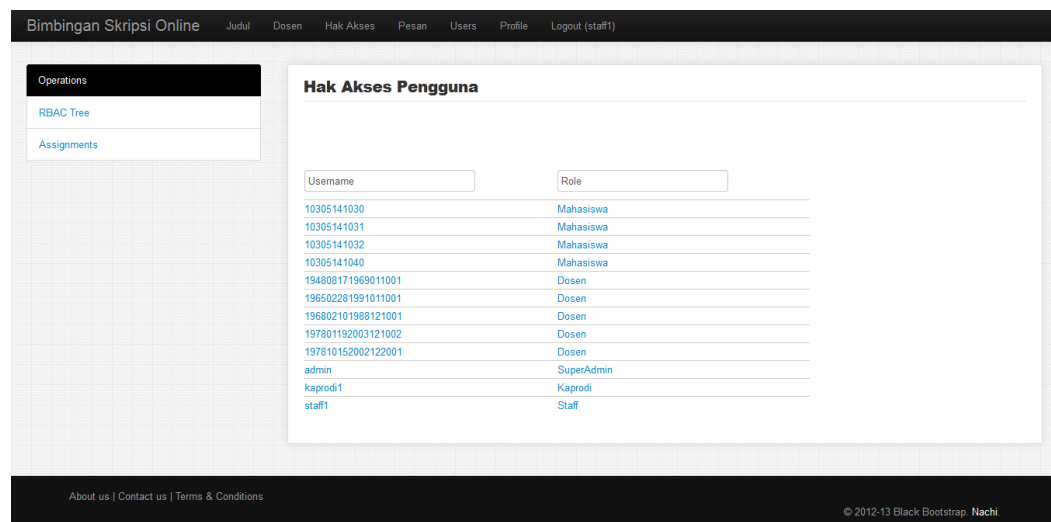 Bimbingan Skripsi Online Judul Dosen Hak Akses Pesan Users Profile Logout (staff1)
Operations
RBAC Tree
Assignments
Hak Akses Pengguna
Username Role
10305141030 Mahasiswa
10305141031 Mahasiswa
10305141032 Mahasiswa
10305141040 Mahasiswa
194808171969011001 Dosen
196502281991011001 Dosen
196802101988121001 Dosen
197801192003121002 Dosen
197810152002122001 Dosen
admin SuperAdmin
kaprodi1 Kaprodi
staff1 Staff
About us | Contact us | Terms & Conditions
© 2012-13 Black Bootstrap. Nachi.